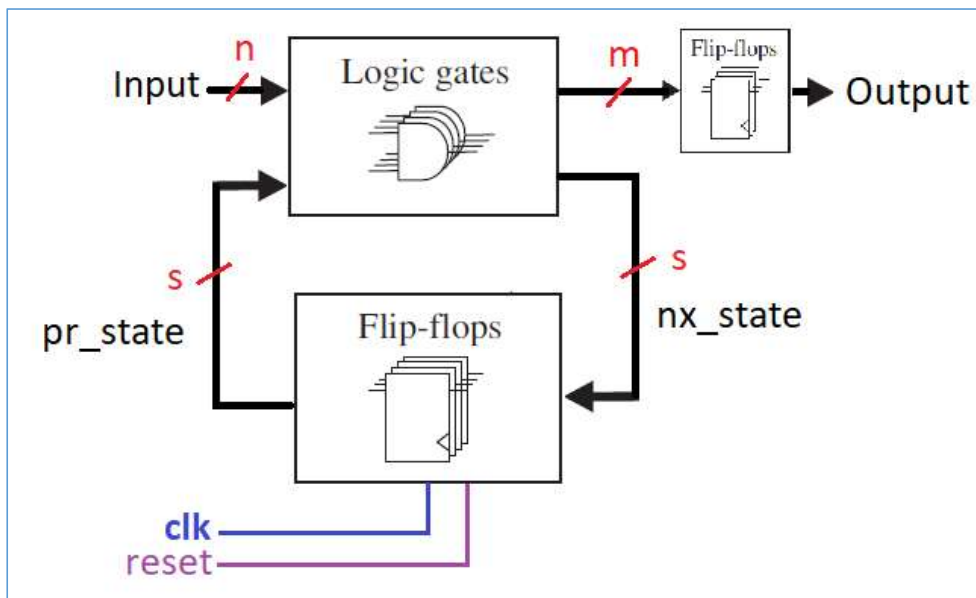 Input
n
Logic gates
m
Flip-flops
Output
s
pr_state
s
nx_state
Flip-flops
clk
reset